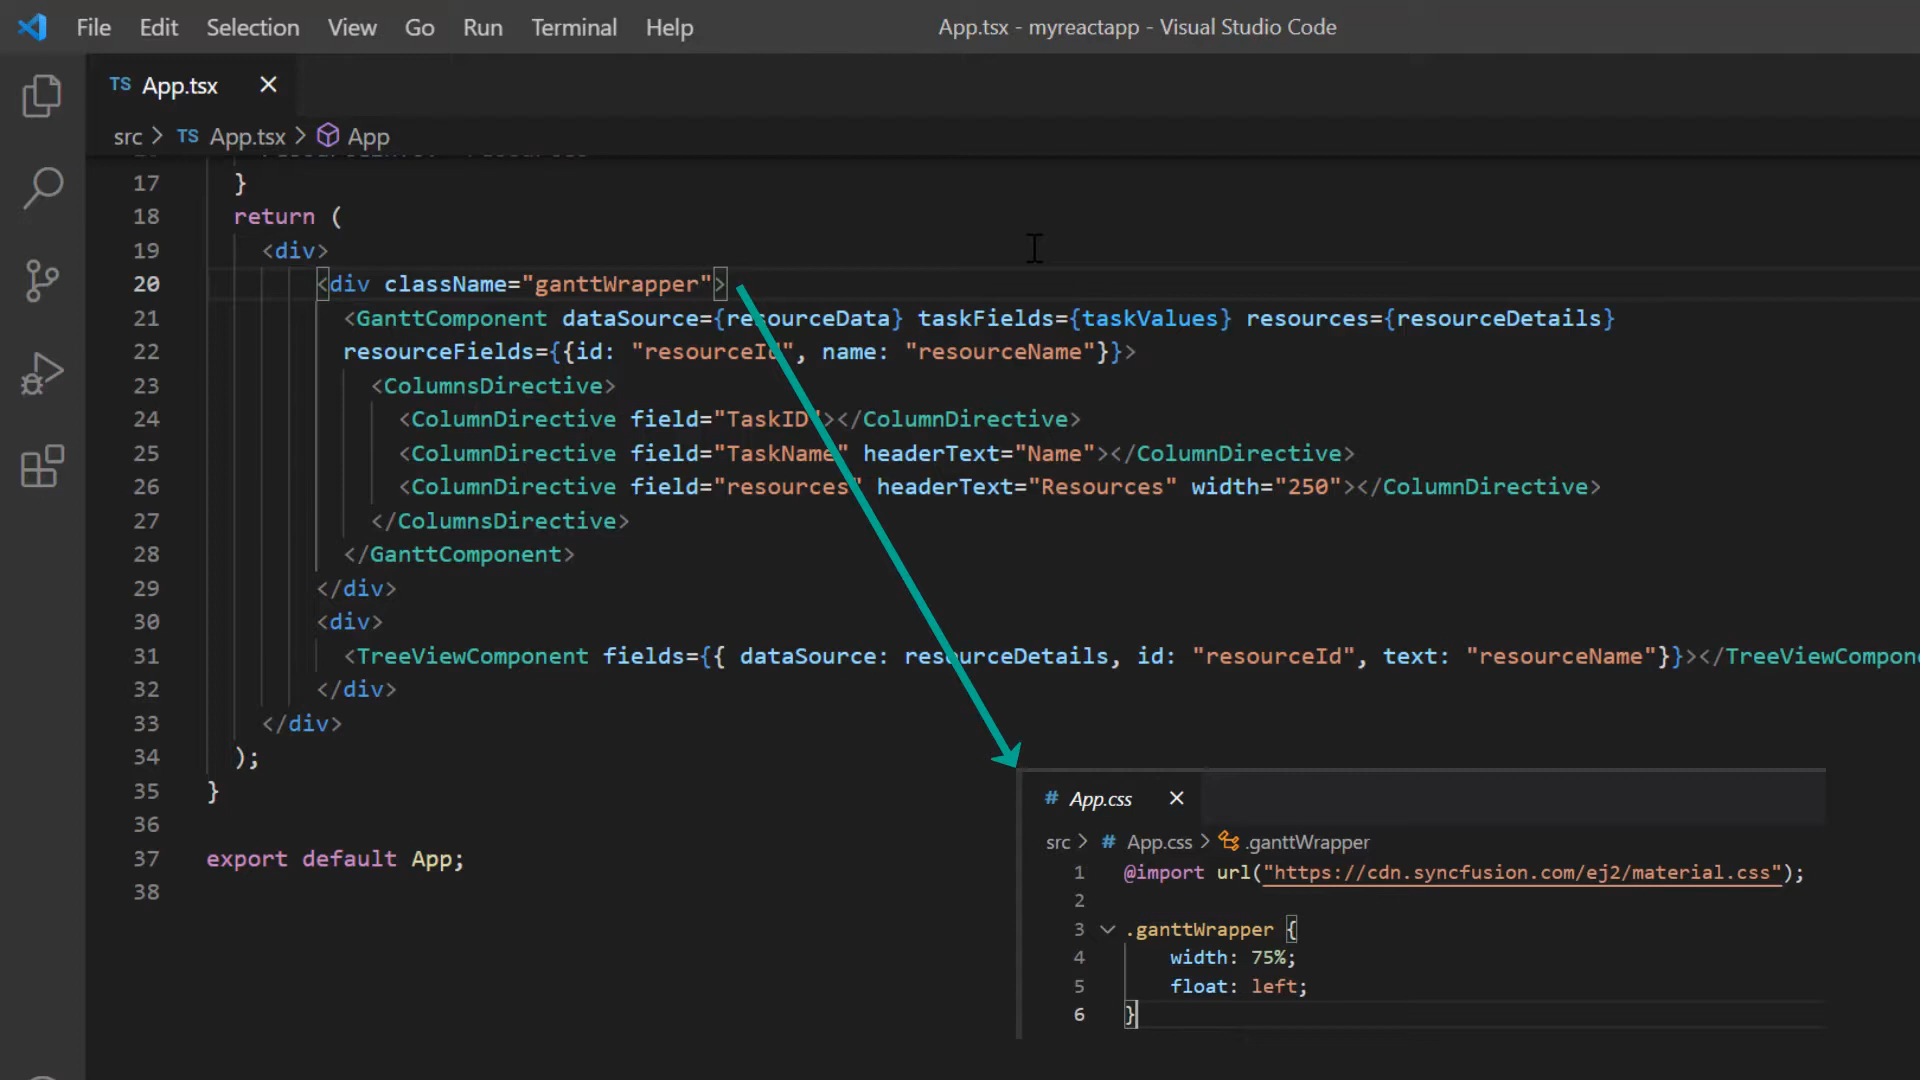 File Edit Selection View Go Run Terminal Help App.tsx - myreactapp - Visual Studio Code
TS App.tsx
src > TS App.tsx > App
17 }
18 return (
19 <div>
20 <div className="ganttWrapper">
21 <GanttComponent dataSource={resourceData} taskFields={taskValues} resources={resourceDetails}
22 resourceFields={{id: "resourceId", name: "resourceName"}}>
23 <ColumnsDirective>
24 <ColumnDirective field="TaskID"></ColumnDirective>
25 <ColumnDirective field="TaskName" headerText="Name"></ColumnDirective>
26 <ColumnDirective field="resources" headerText="Resources" width="250"></ColumnDirective>
27 </ColumnsDirective>
28 </GanttComponent>
29 </div>
30 <div>
31 <TreeViewComponent fields={{ dataSource: resourceDetails, id: "resourceId", text: "resourceName"}}></TreeViewCompon
32 </div>
33 </div>
34 );
35 }
36
37 export default App;
38
# App.css
src > # App.css > .ganttWrapper
1 @import url("https://cdn.syncfusion.com/ej2/material.css");
2
3 .ganttWrapper {
4 width: 75%;
5 float: left;
6 }